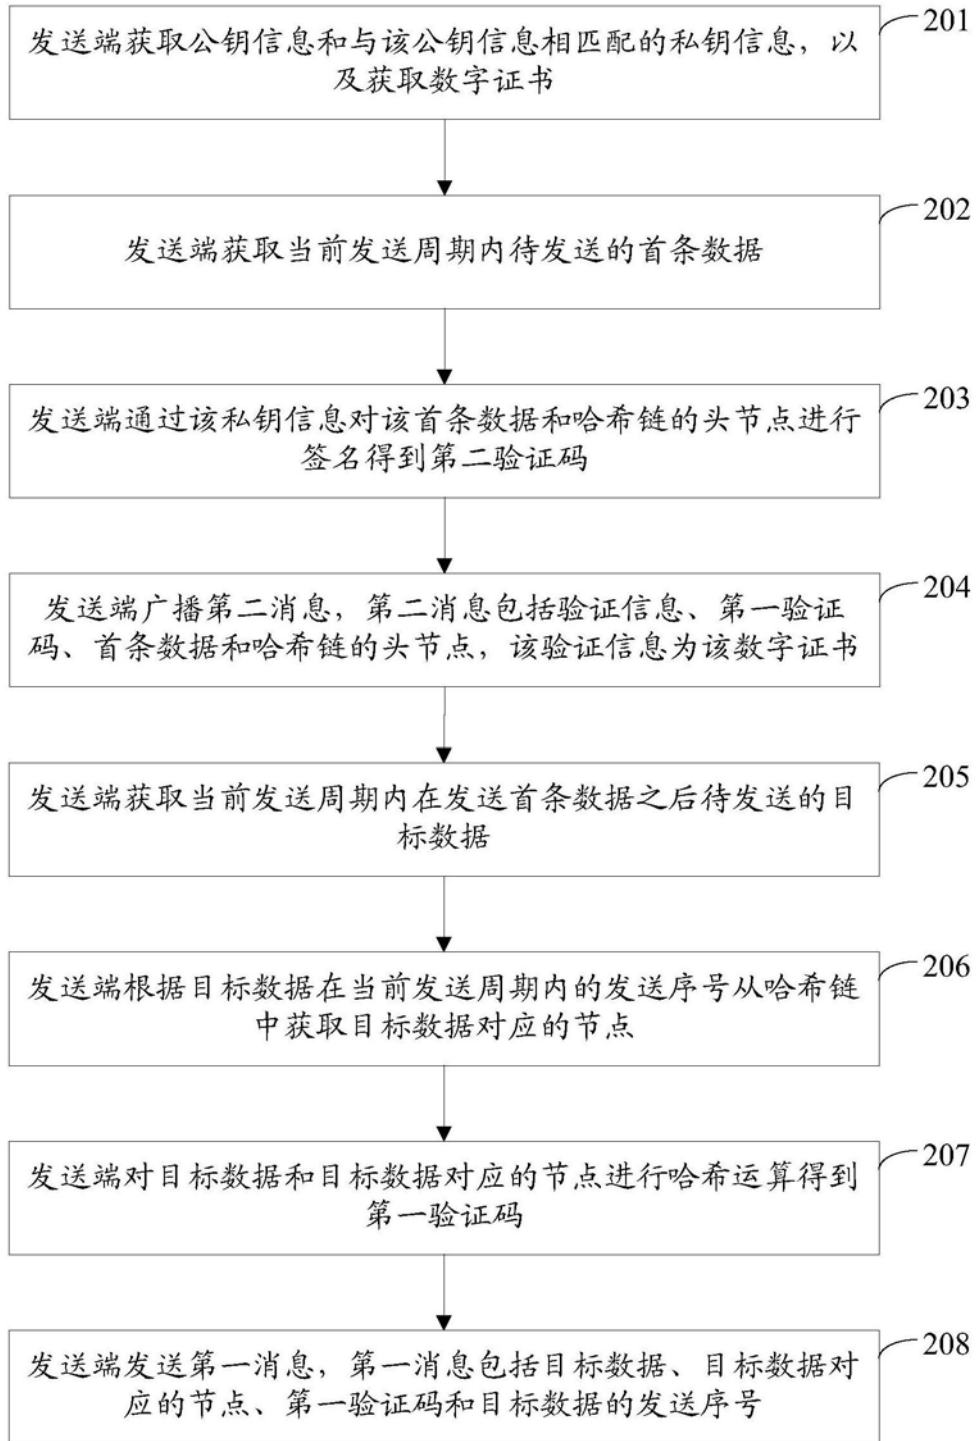 发送端获取公钥信息和与该公钥信息相匹配的私钥信息，以
及获取数字证书
201
发送端获取当前发送周期内待发送的首条数据
202
发送端通过该私钥信息对该首条数据和哈希链的头节点进行
签名得到第二验证码
203
发送端广播第二消息，第二消息包括验证信息、第一验证
码、首条数据和哈希链的头节点，该验证信息为该数字证书
204
发送端获取当前发送周期内在发送首条数据之后待发送的目
标数据
205
发送端根据目标数据在当前发送周期内的发送序号从哈希链
中获取目标数据对应的节点
206
发送端对目标数据和目标数据对应的节点进行哈希运算得到
第一验证码
207
发送端发送第一消息，第一消息包括目标数据、目标数据对
应的节点、第一验证码和目标数据的发送序号
208